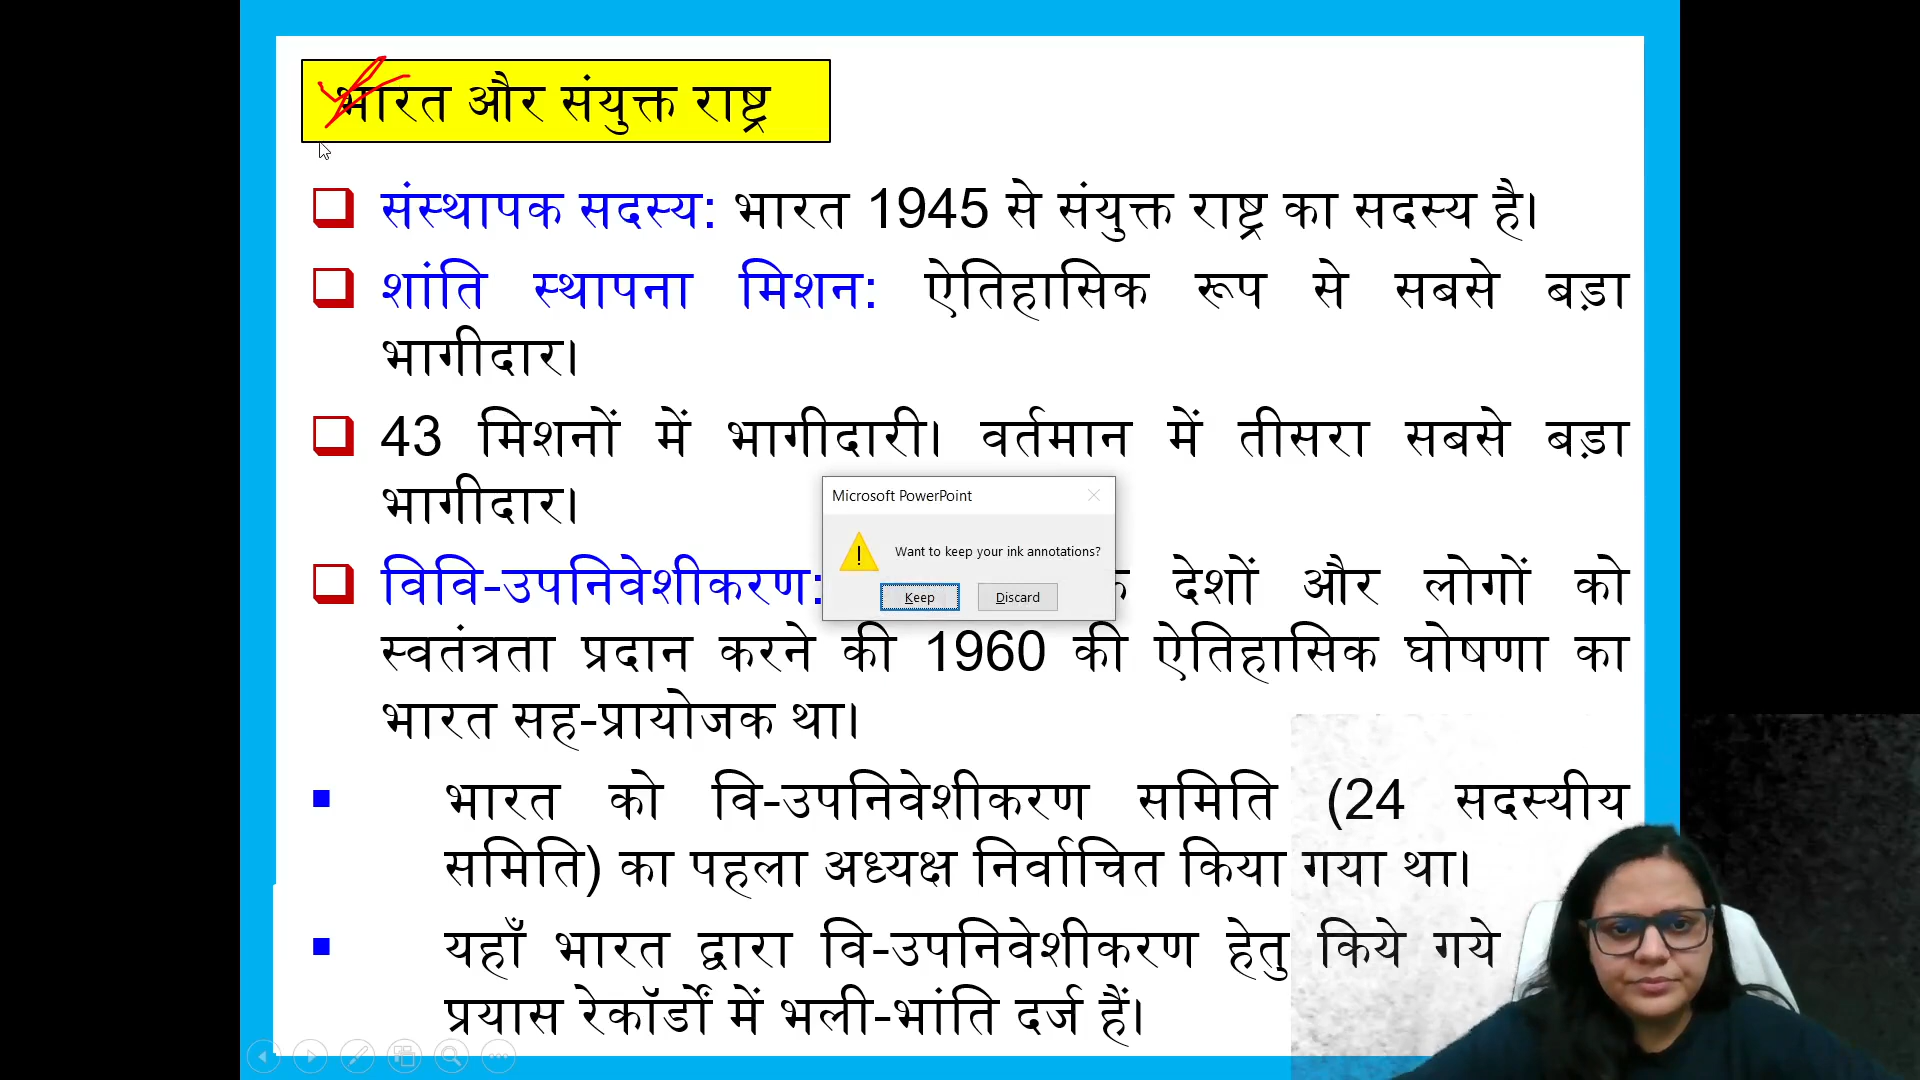 भारत और संयुक्त राष्ट्र
संस्थापक सदस्य: भारत 1945 से संयुक्त राष्ट्र का सदस्य है।
शांति स्थापना मिशन: ऐतिहासिक रूप से सबसे बड़ा
भागीदार।
43 मिशनों में भागीदारी। वर्तमान में तीसरा सबसे बड़ा
भागीदार।
Microsoft PowerPoint
Want to keep your ink annotations?
Keep Discard
विवि-उपनिवेशीकरण: देशों और लोगों को
स्वतंत्रता प्रदान करने की 1960 की ऐतिहासिक घोषणा का
भारत सह-प्रायोजक था।
भारत को वि-उपनिवेशीकरण समिति (24 सदस्यीय
समिति) का पहला अध्यक्ष निर्वाचित किया गया था।
यहाँ भारत द्वारा वि-उपनिवेशीकरण हेतु किये गये
प्रयास रेकॉर्डों में भली-भांति दर्ज हैं।